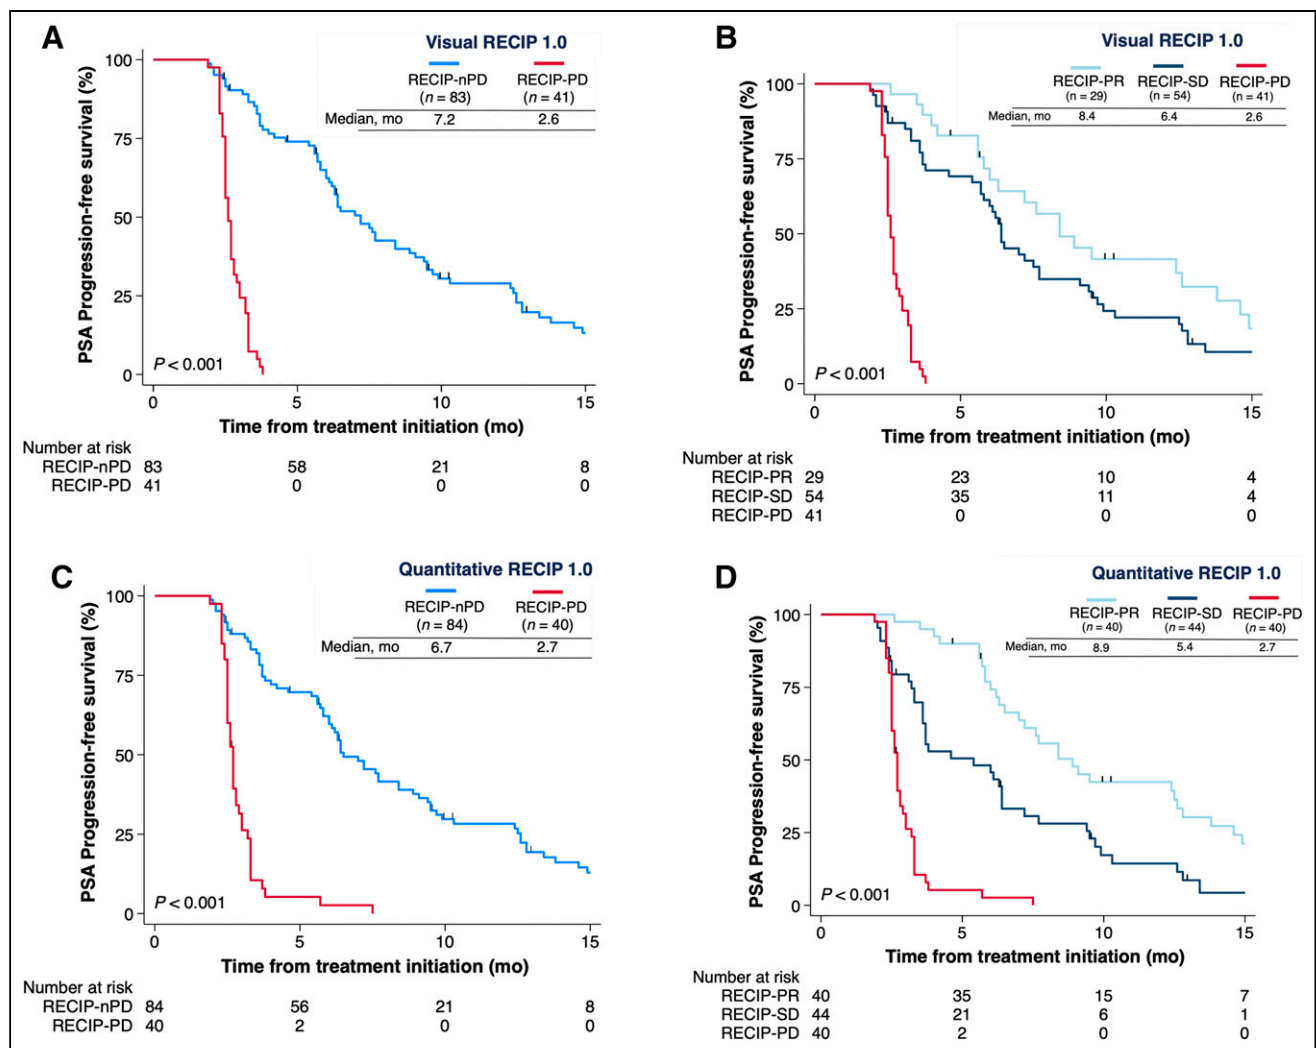 A
Visual RECIP 1.0
RECIP-nPD RECIP-PD
(n = 83) (n = 41)
Median, mo 7.2 2.6
PSA Progression-free survival (%)
100
75
50
25
0
P < 0.001
0 5 10 15
Time from treatment initiation (mo)
Number at risk
RECIP-nPD 83 58 21 8
RECIP-PD 41 0 0 0
B
Visual RECIP 1.0
RECIP-PR RECIP-SD RECIP-PD
(n = 29) (n = 54) (n = 41)
Median, mo 8.4 6.4 2.6
PSA Progression-free survival (%)
100
75
50
25
0
P < 0.001
0 5 10 15
Time from treatment initiation (mo)
Number at risk
RECIP-PR 29 23 10 4
RECIP-SD 54 35 11 4
RECIP-PD 41 0 0 0
C
Quantitative RECIP 1.0
RECIP-nPD RECIP-PD
(n = 84) (n = 40)
Median, mo 6.7 2.7
PSA Progression-free survival (%)
100
75
50
25
0
P < 0.001
0 5 10 15
Time from treatment initiation (mo)
Number at risk
RECIP-nPD 84 56 21 8
RECIP-PD 40 2 0 0
D
Quantitative RECIP 1.0
RECIP-PR RECIP-SD RECIP-PD
(n = 40) (n = 44) (n = 40)
Median, mo 8.9 5.4 2.7
PSA Progression-free survival (%)
100
75
50
25
0
P < 0.001
0 5 10 15
Time from treatment initiation (mo)
Number at risk
RECIP-PR 40 35 15 7
RECIP-SD 44 21 6 1
RECIP-PD 40 2 0 0